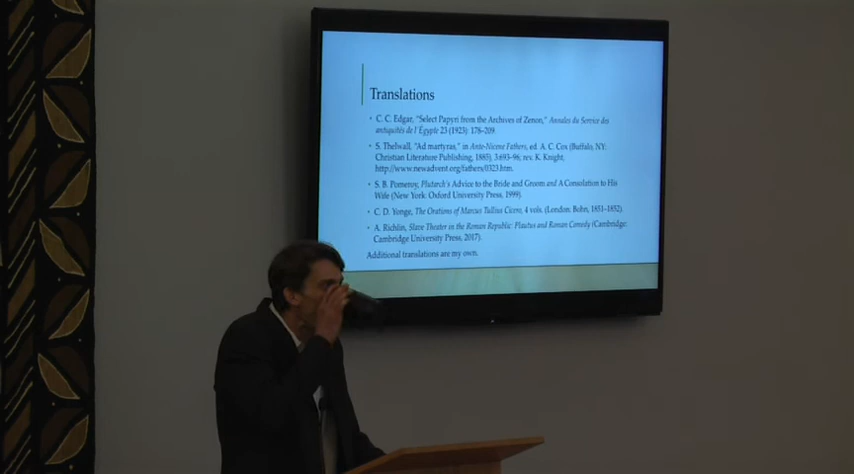 Translations
• C. C. Edgar, "Select Papyri from the Archives of Zenon," Annales du Service des
antiquités de l'Égypte 23 (1923) 178-209.
• S. Thelwall, "Ad martyras," in Ante-Nicene Fathers, ed. A. C. Cox (Buffalo, NY:
Christian Literature Publishing, 1885), 3:693-96; rev. K. Knight,
http://www.newadvent.org/fathers/0323.htm.
• S. B. Pomeroy, Plutarch's Advice to the Bride and Groom and A Consolation to His
Wife (New York: Oxford University Press, 1999).
• C. D. Yonge, The Orations of Marcus Tullius Cicero, 4 vols. (London: Bohn, 1851-1852).
• A. Richlin, Slave Theater in the Roman Republic: Plautus and Roman Comedy (Cambridge:
Cambridge University Press, 2017).
Additional translations are my own.